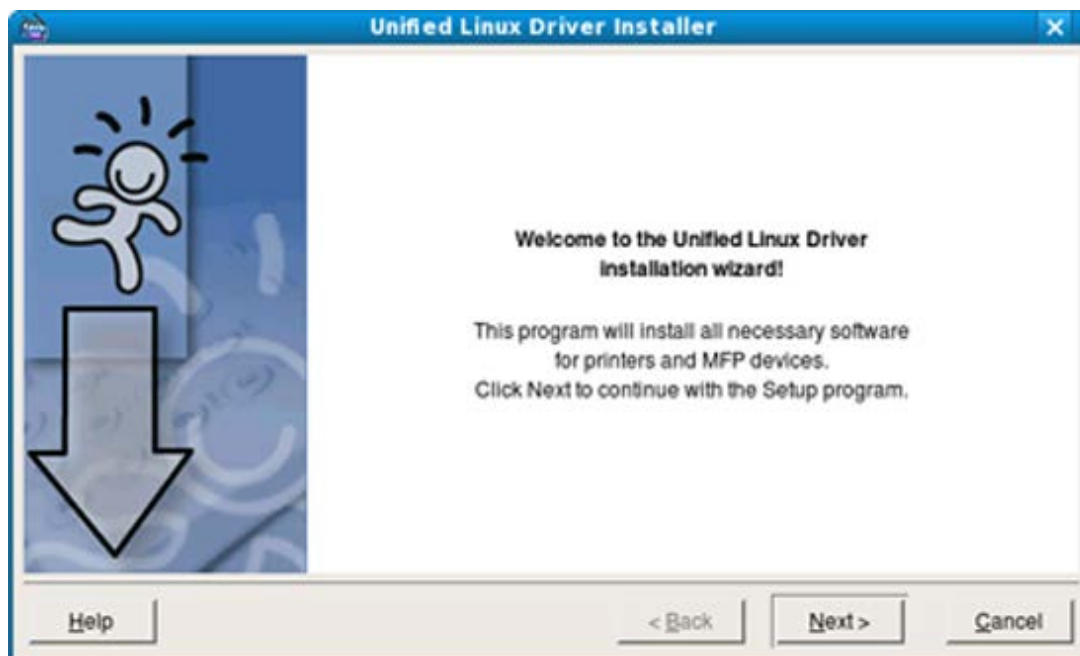 Unified Linux Driver Installer
Welcome to the Unified Linux Driver
installation wizard!
This program will install all necessary software
for printers and MFP devices.
Click Next to continue with the Setup program.
Help
< Back
Next >
Cancel